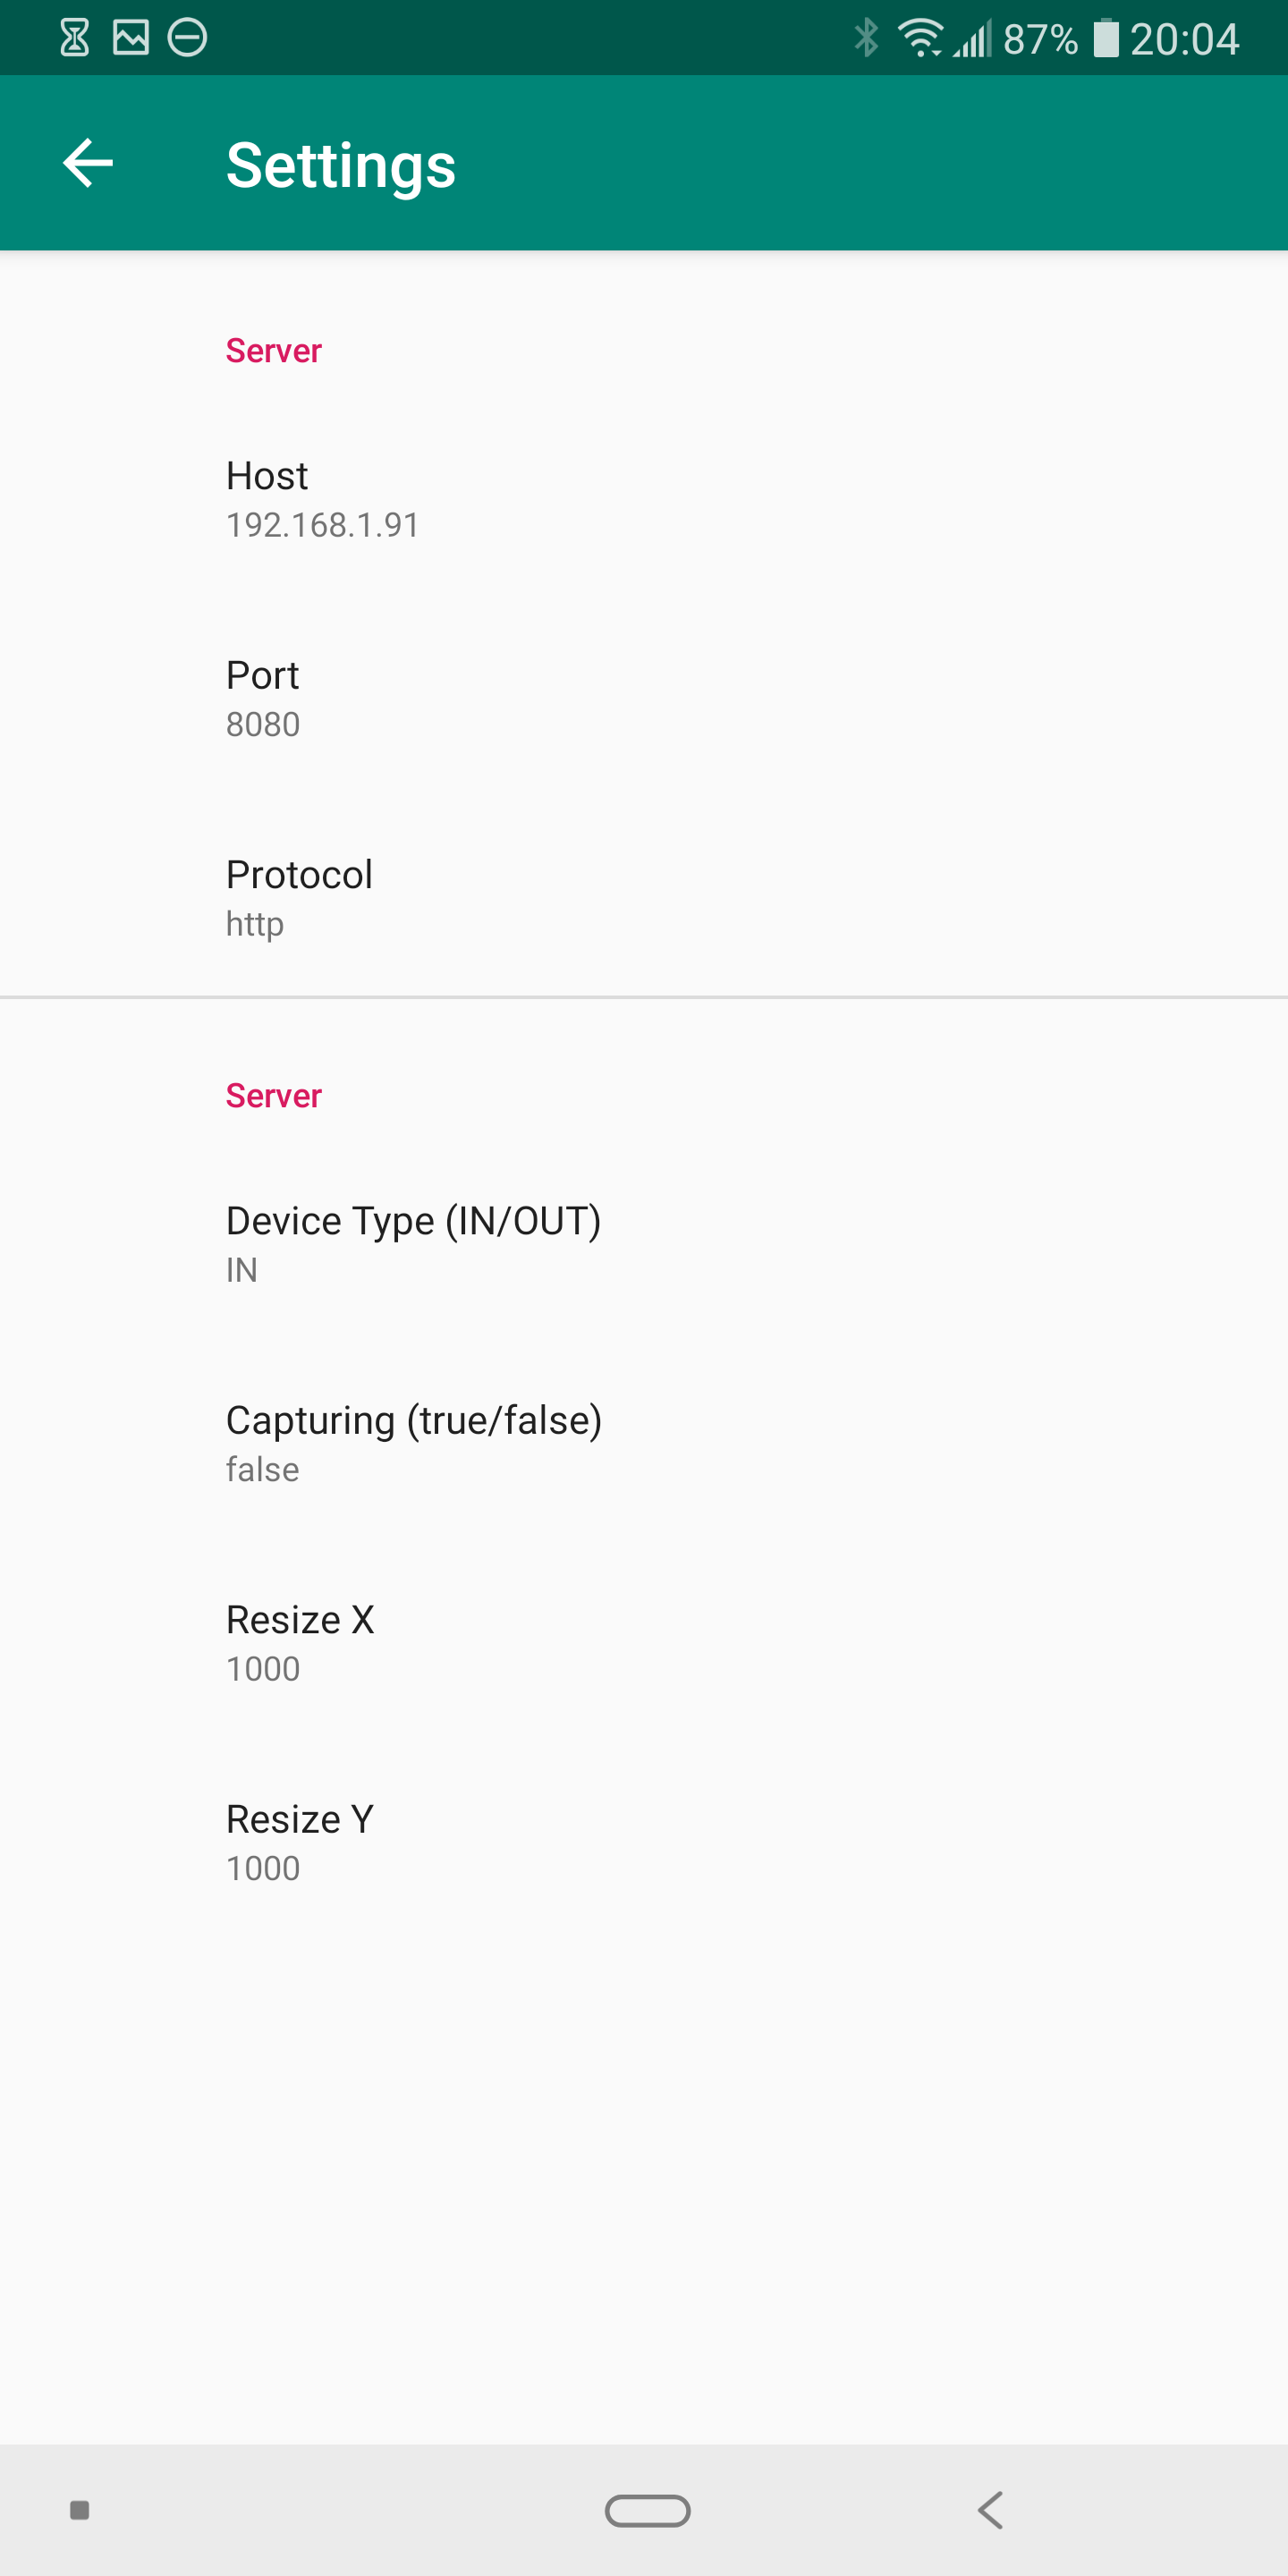 87% 20:04
Settings
Server
Host
192.168.1.91
Port
8080
Protocol
http
Server
Device Type (IN/OUT)
IN
Capturing (true/false)
false
Resize X
1000
Resize Y
1000